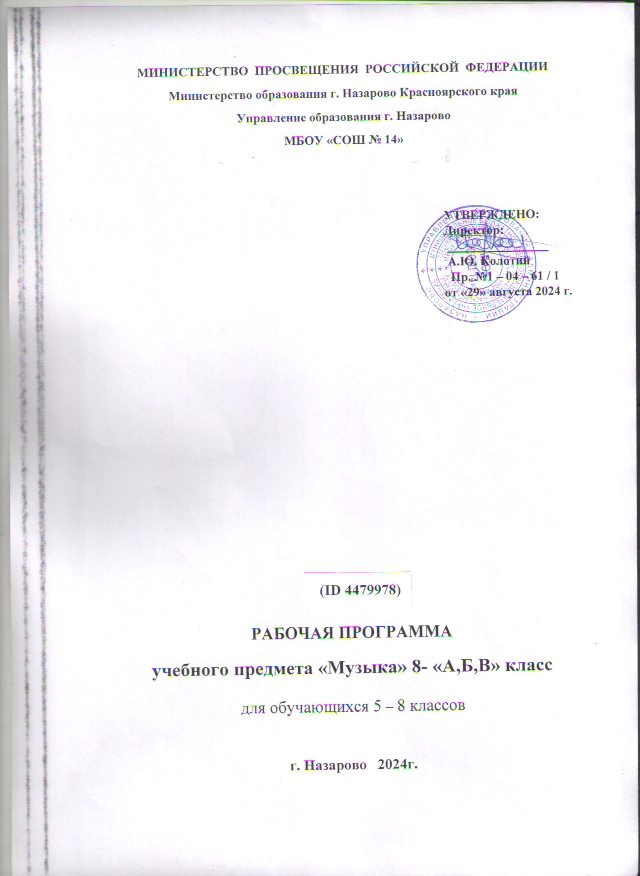 МИНИСТЕРСТВО ПРОСВЕЩЕНИЯ РОССИЙСКОЙ ФЕДЕРАЦИИ
Министерство образования г. Назарово Красноярского края
Управление образования г. Назарово
МБОУ «СОШ № 14»
УТВЕРЖДЕНО:
Директор:
А.Ю. Колотий
Пр. №1 – 04 – 61 / 1
от «29» августа 2024 г.
(ID 4479978)
РАБОЧАЯ ПРОГРАММА
учебного предмета «Музыка» 8- «А,Б,В» класс
для обучающихся 5 – 8 классов
г. Назарово 2024г.